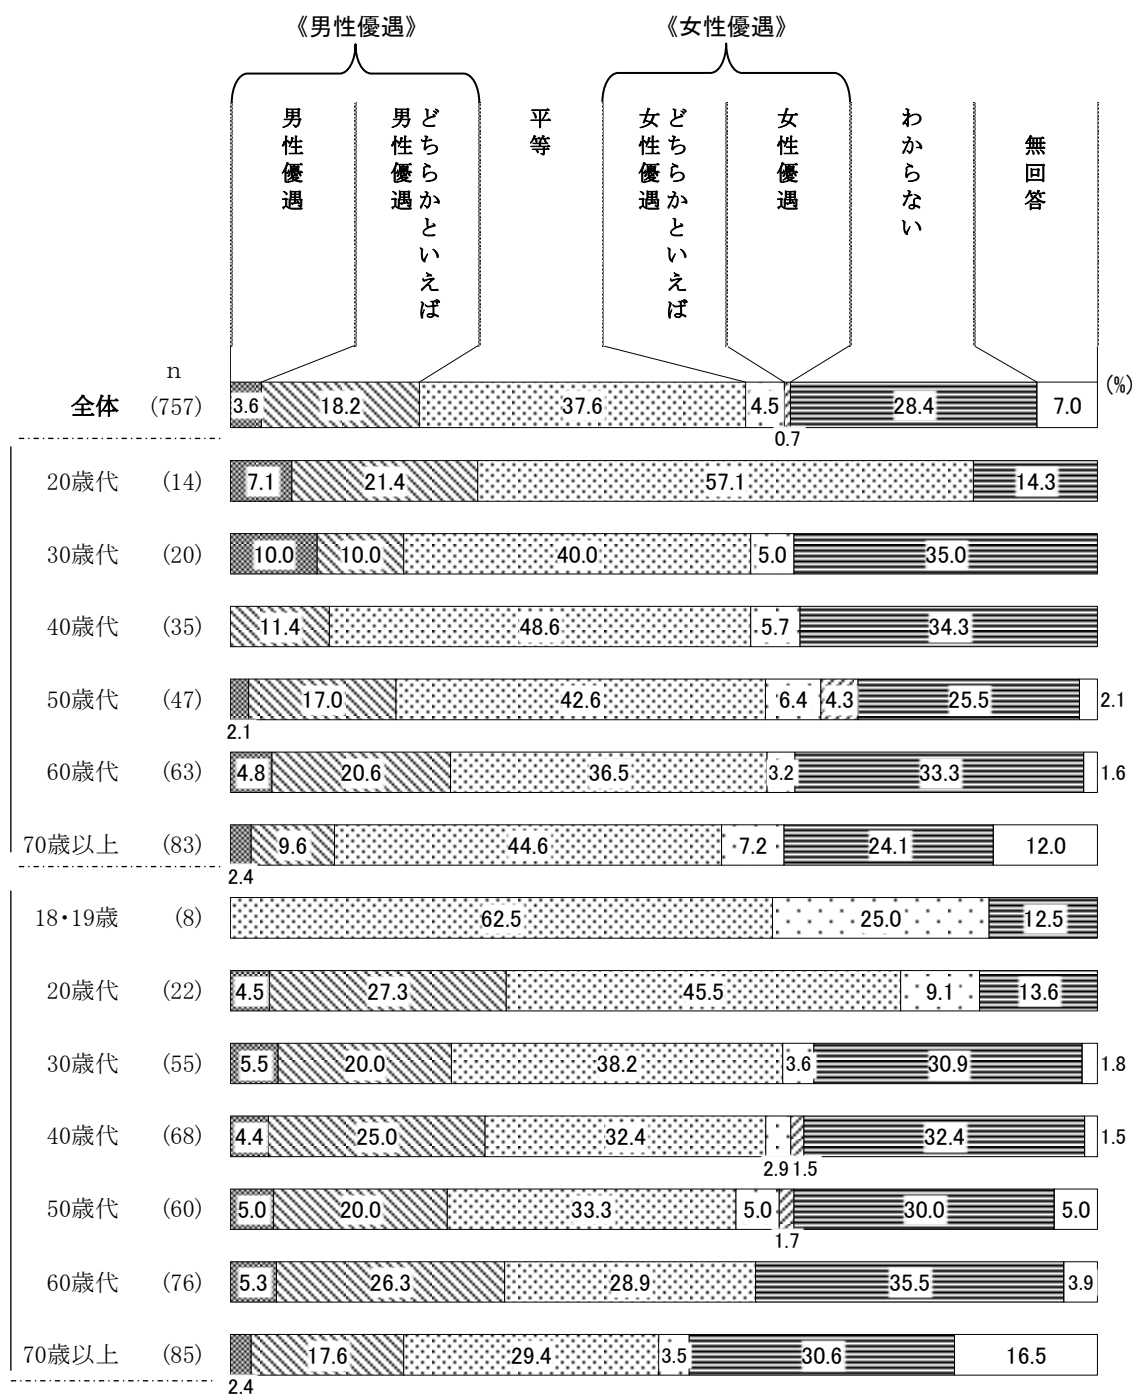 《男性優遇》 《女性優遇》
男性優遇
どちらかといえば
男性優遇
平等
どちらかといえば
女性優遇
女性優遇
わからない
無回答
n
(%)
全体 (757) 3.6 18.2 37.6 4.5 28.4 7.0
0.7
20歳代 (14) 7.1 21.4 57.1 14.3
30歳代 (20) 10.0 10.0 40.0 5.0 35.0
40歳代 (35) 11.4 48.6 5.7 34.3
50歳代 (47) 17.0 42.6 6.4 4.3 25.5 2.1
2.1
60歳代 (63) 4.8 20.6 36.5 3.2 33.3 1.6
70歳以上 (83) 9.6 44.6 7.2 24.1 12.0
2.4
18・19歳 (8) 62.5 25.0 12.5
20歳代 (22) 4.5 27.3 45.5 9.1 13.6
30歳代 (55) 5.5 20.0 38.2 3.6 30.9 1.8
40歳代 (68) 4.4 25.0 32.4 32.4 1.5
2.9 1.5
50歳代 (60) 5.0 20.0 33.3 5.0 30.0 5.0
1.7
60歳代 (76) 5.3 26.3 28.9 35.5 3.9
70歳以上 (85) 17.6 29.4 3.5 30.6 16.5
2.4